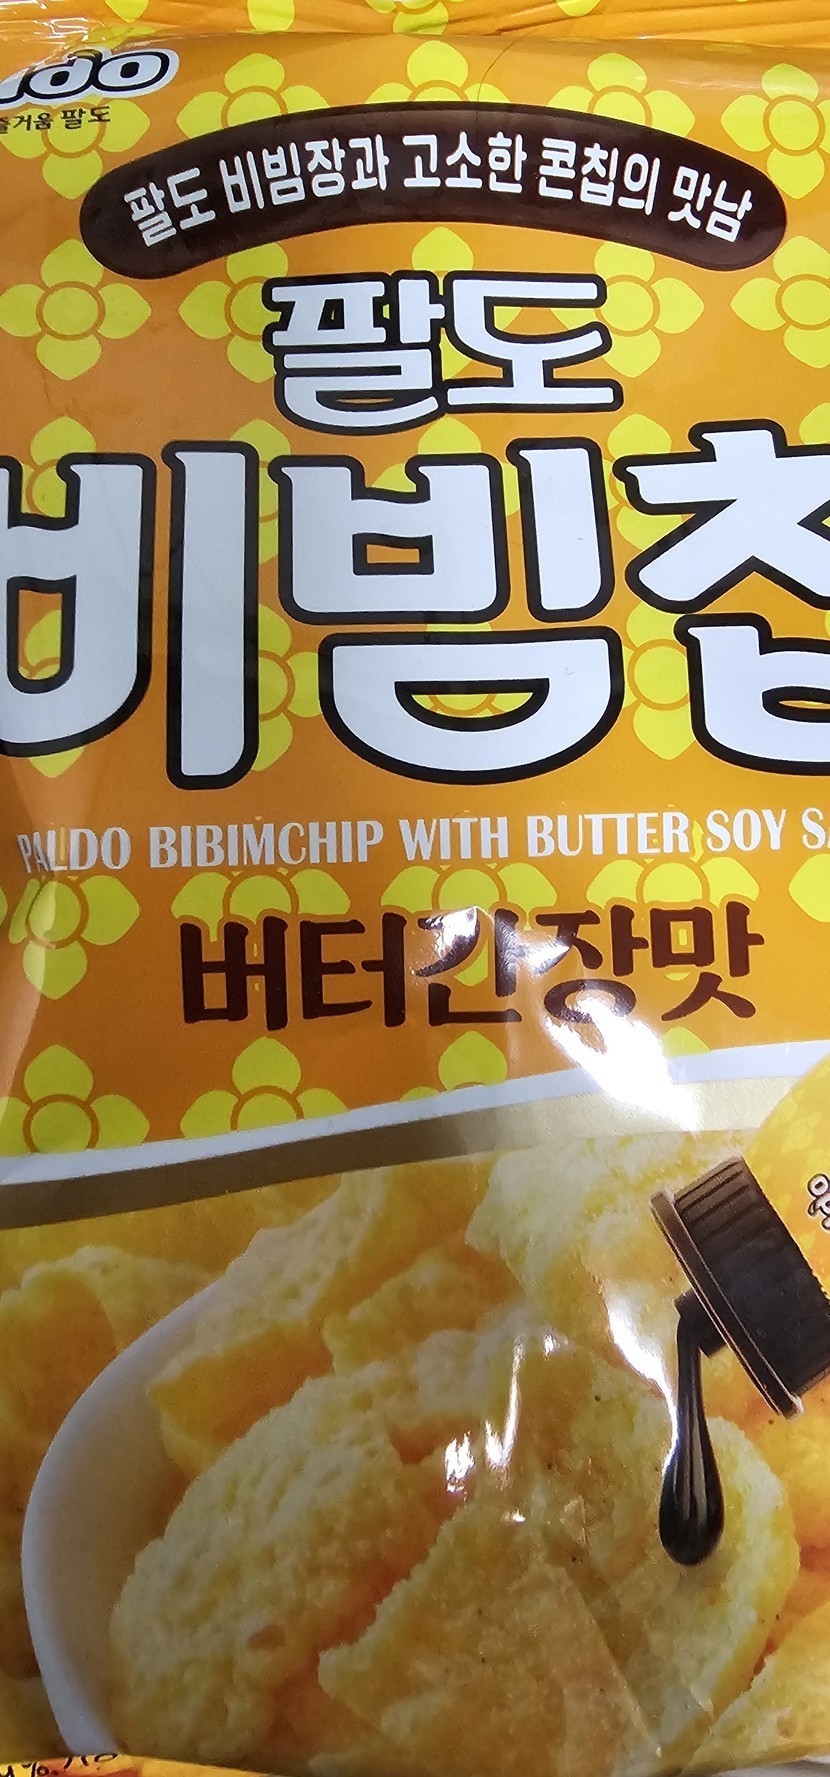 즐거움 팔도
팔도 비빔장과 고소한 콘칩의 맛남
팔도
비빔칩
PALDO BIBIMCHIP WITH BUTTER SOY
버터간장맛